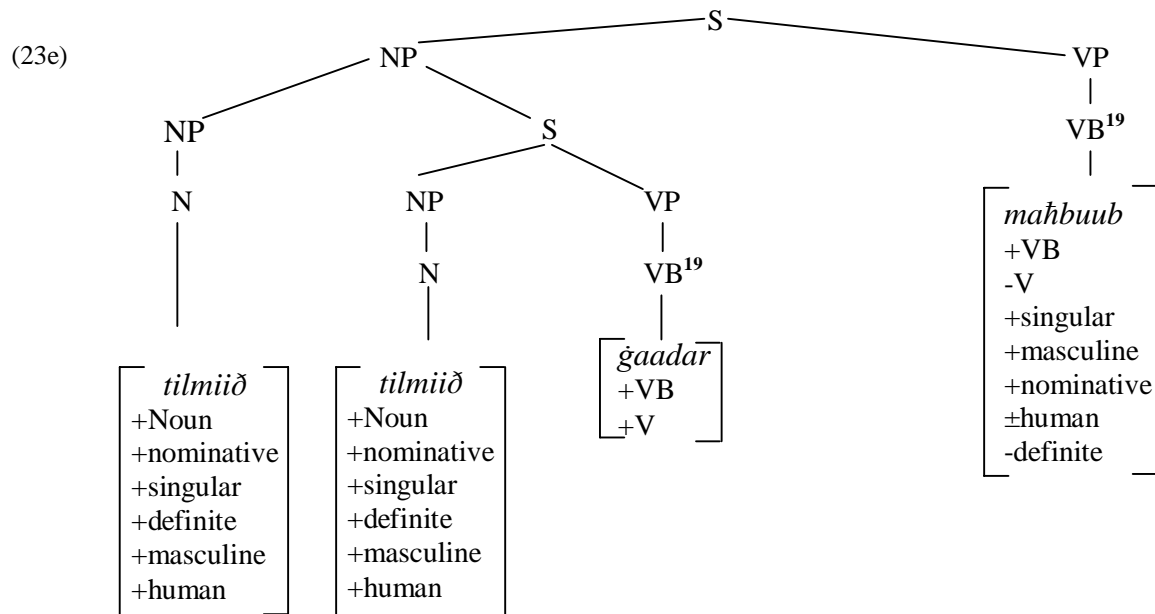 S
(23e) NP VP
NP S VB19
N NP VP
N VB19
maħbuub
+VB
-V
+singular
+masculine
+nominative
±human
-definite
ġaadar
+VB
+V
tilmiið
+Noun
+nominative
+singular
+definite
+masculine
+human
tilmiið
+Noun
+nominative
+singular
+definite
+masculine
+human